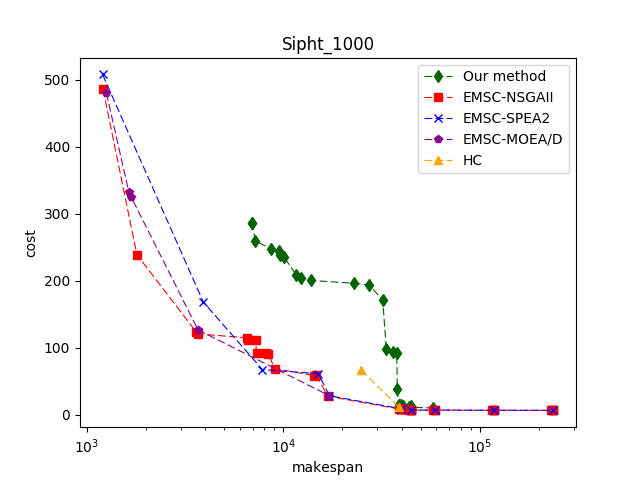 Sipht_1000
Our method
EMSC-NSGAII
EMSC-SPEA2
EMSC-MOEA/D
HC
cost
500
400
300
200
100
0
10³
10⁴
10⁵
makespan